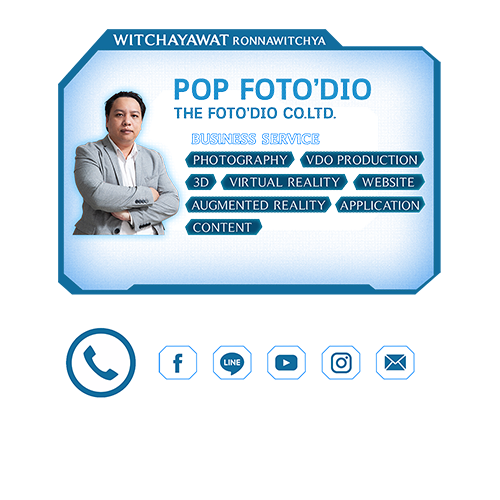 WITCHAYAWAT RONNAWITCHYA
POP FOTO'DIO
THE FOTO'DIO CO.LTD.
BUSINESS SERVICE
PHOTOGRAPHY VDO PRODUCTION
3D VIRTUAL REALITY WEBSITE
AUGMENTED REALITY APPLICATION
CONTENT
LINE